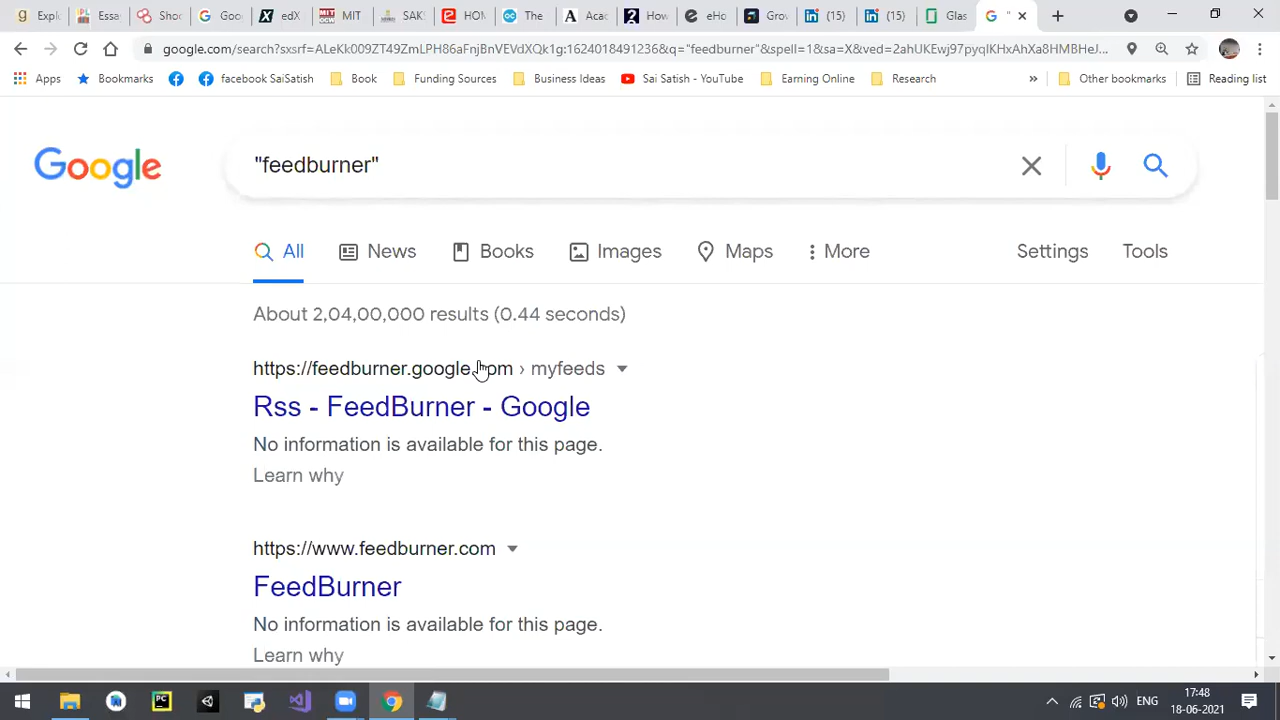 Expl
Essa
Shoc
Goo
edX
MIT
SAK
HOW
The
Aca
How
eHo
Grov
(15)
(15)
Glas
"
google.com/search?sxsrf=ALeKk009ZT49ZmLPH86aFnjBnVEVdXQk1g:1624018491236&q="feedburner"&spell=1&sa=X&ved=2ahUKEwj97pyqlKHxAhXa8HMBHeJ...
Apps
Bookmarks
facebook SaiSatish
Book
Funding Sources
Business Ideas
Sai Satish - YouTube
Earning Online
Research
»
Other bookmarks
Reading list
Google
"feedburner"
All
News
Books
Images
Maps
More
Settings
Tools
About 2,04,00,000 results (0.44 seconds)
https://feedburner.google.com › myfeeds
Rss - FeedBurner - Google
No information is available for this page.
Learn why
https://www.feedburner.com
FeedBurner
No information is available for this page.
Learn why
PC
ENG
17:48
18-06-2021